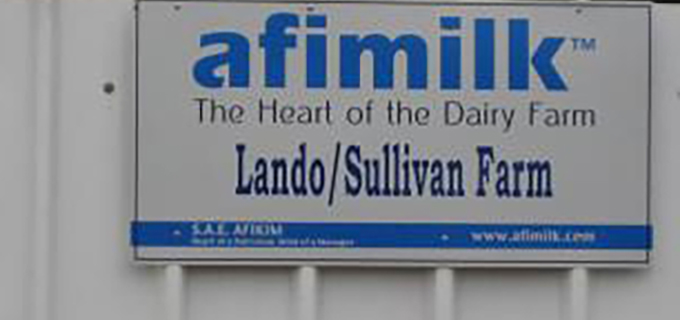 afimilk™
The Heart of the Dairy Farm
Lando/Sullivan Farm
S.A.E. AFIKIM
www.afimilk.com